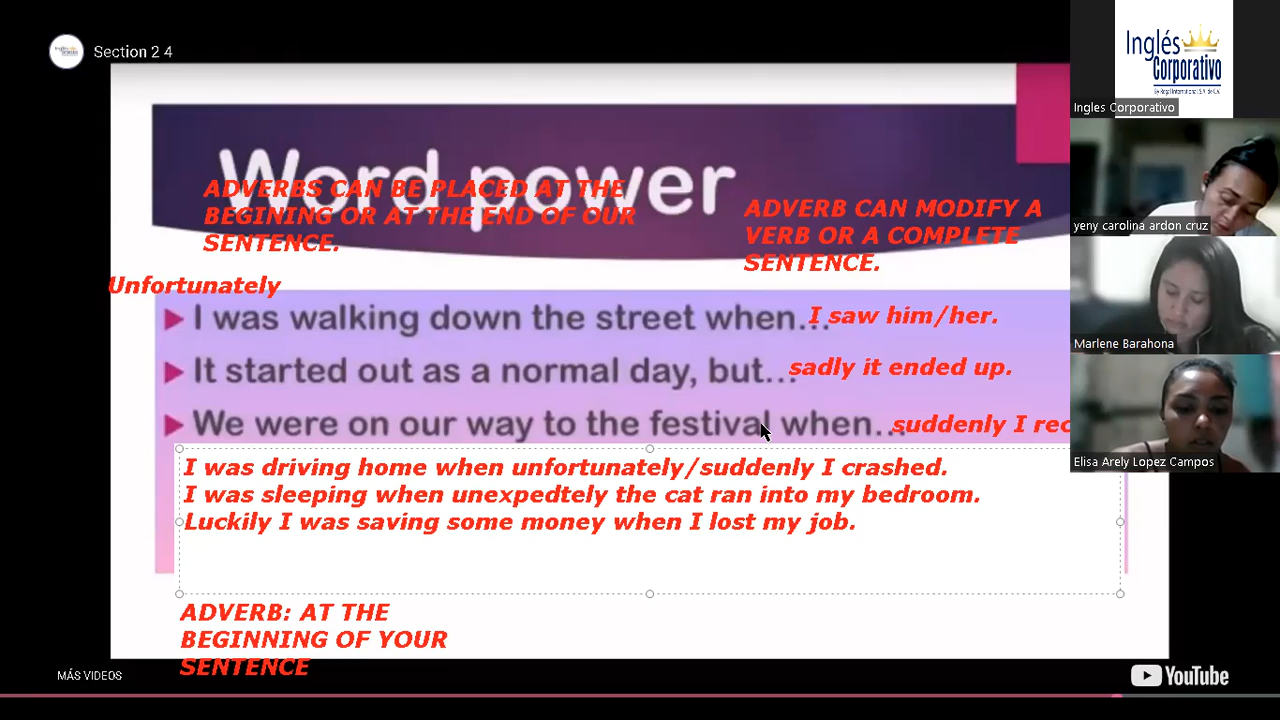 Section 2 4
Word power
ADVERBS CAN BE PLACED AT THE
BEGINING OR AT THE END OF OUR
SENTENCE.
ADVERB CAN MODIFY A
VERB OR A COMPLETE
SENTENCE.
Unfortunately
I was walking down the street when... I saw him/her.
It started out as a normal day, but... sadly it ended up.
We were on our way to the festival when... suddenly I rec
I was driving home when unfortunately/suddenly I crashed.
I was sleeping when unexpedtely the cat ran into my bedroom.
Luckily I was saving some money when I lost my job.
ADVERB: AT THE
BEGINNING OF YOUR
SENTENCE
MÁS VIDEOS
YouTube
Inglés
Corporativo
Ingles Corporativo
yeny carolina ardon cruz
Marlene Barahona
Elisa Arely Lopez Campos